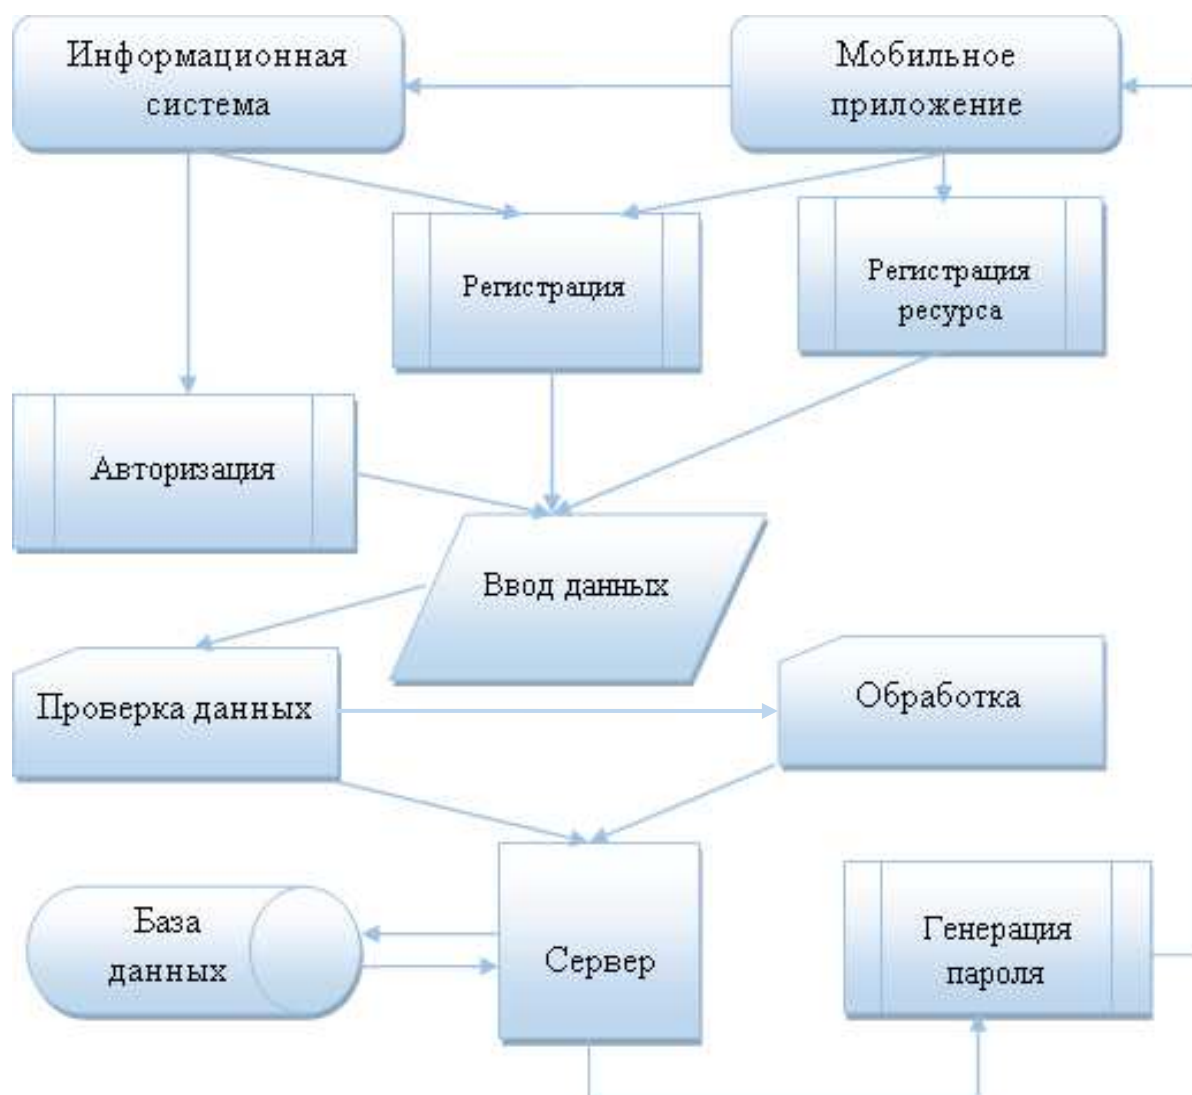 Информационная
система
Мобильное
приложение
Регистрация
Регистрация
ресурса
Авторизация
Ввод данных
Проверка данных
Обработка
База
данных
Сервер
Генерация
пароля